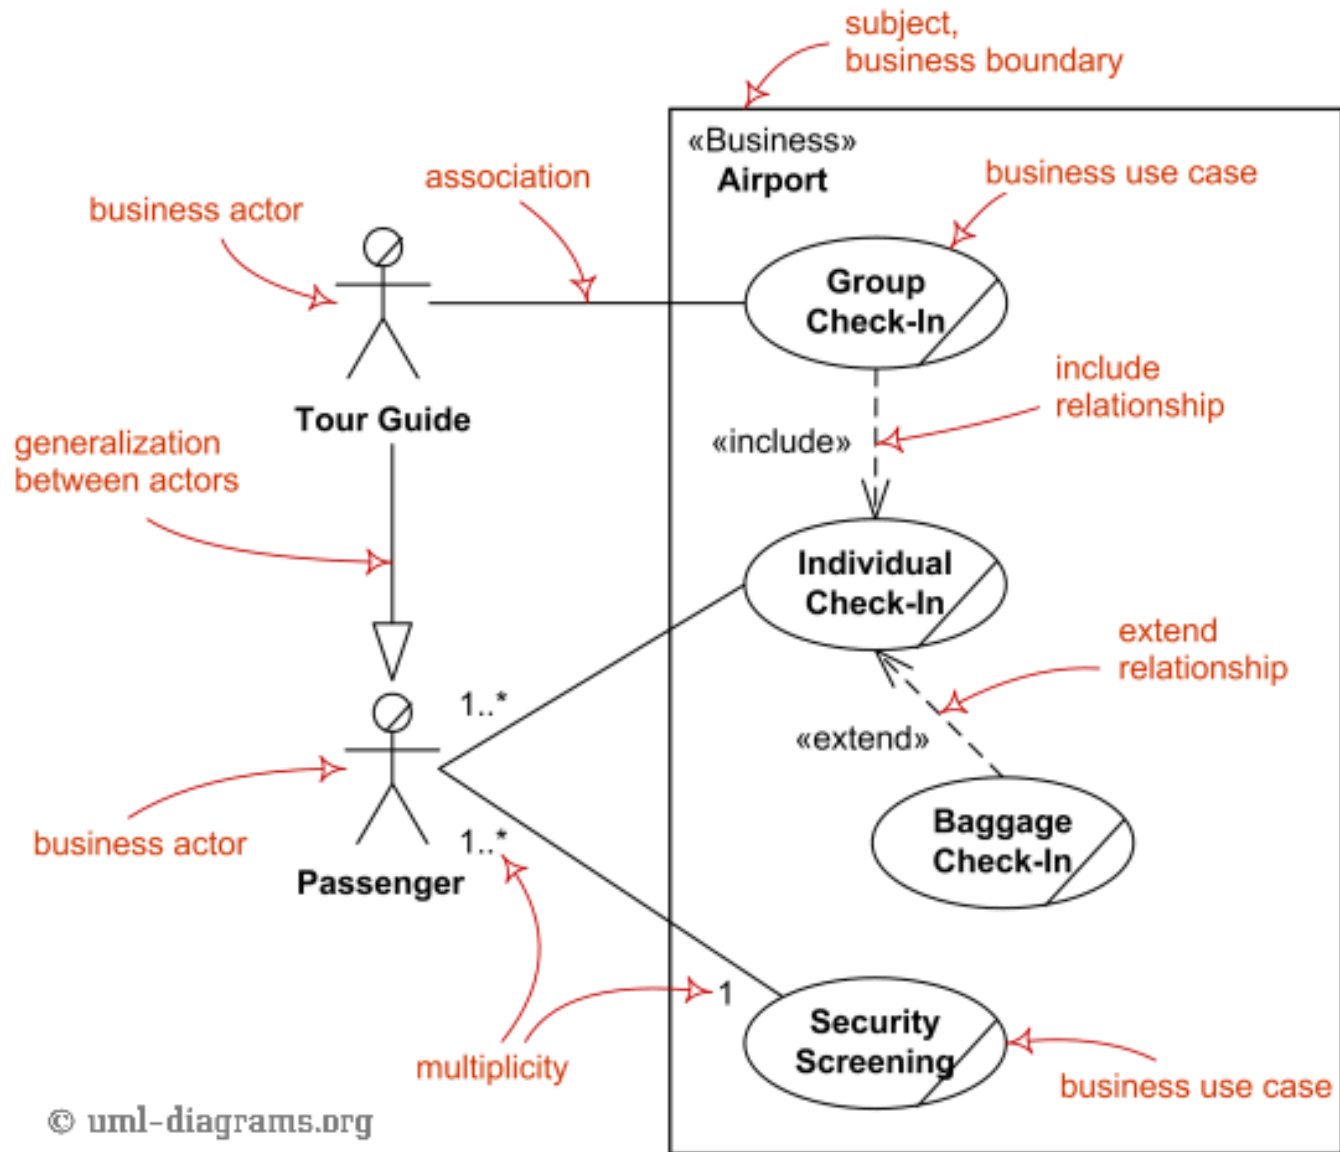 subject,
business boundary
«Business»
Airport
business use case
association
business actor
Group
Check-In
include
relationship
Tour Guide
generalization
between actors
«include»
Individual
Check-In
extend
relationship
1..*
«extend»
Baggage
Check-In
business actor
1..*
Passenger
1
Security
Screening
multiplicity
business use case
© uml-diagrams.org